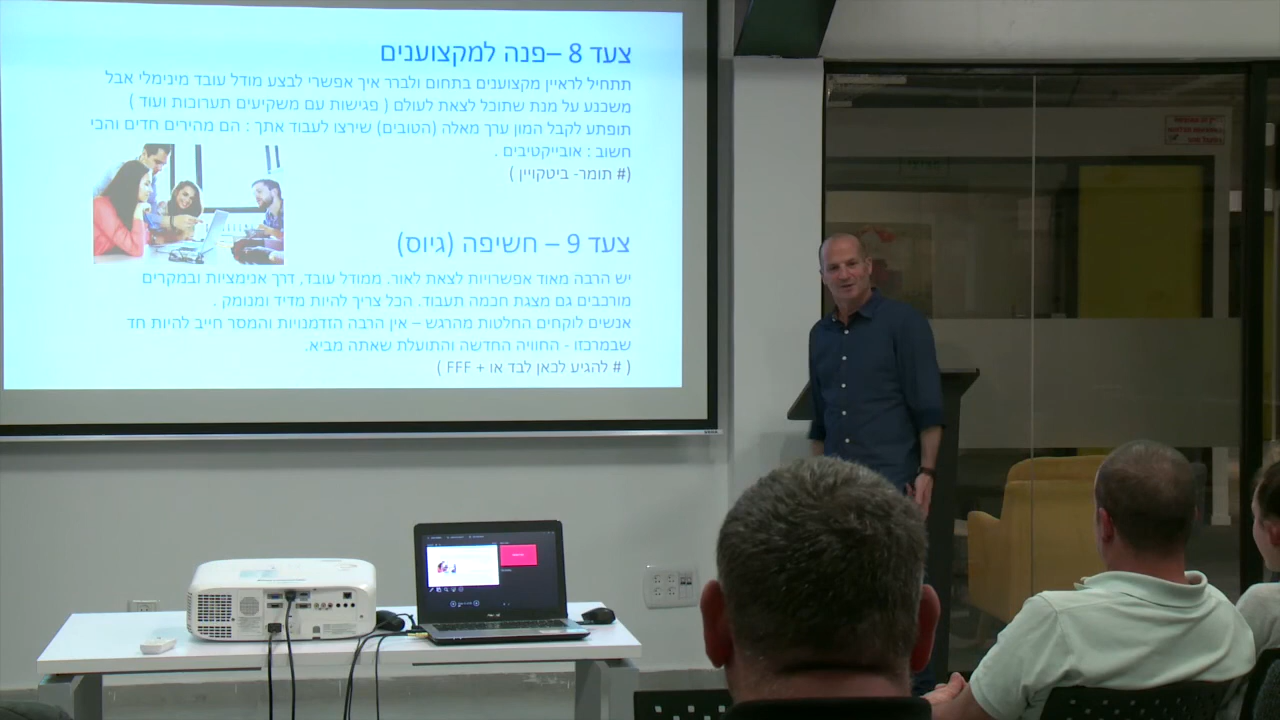 צעד 8 –פנה למקצוענים
תתחיל לראיין מקצוענים בתחום ולברר איך אפשרי לבצע מודל עובד מינימלי אבל
משכנע על מנת שתוכל לצאת לעולם ( פגישות עם משקיעים תערוכות ועוד )
תופתע לקבל המון ערך מאלה (הטובים) שירצו לעבוד אתך : הם מהירים חדים והכי
חשוב : אובייקטיבים .
(# תומר- ביטקויין )
צעד 9 – חשיפה (גיוס)
יש הרבה מאוד אפשרויות לצאת לאור. ממודל עובד, דרך אנימציות ובמקרים
מורכבים גם מצגת חכמה תעבוד. הכל צריך להיות מדיד ומנומק .
אנשים לוקחים החלטות מהרגש – אין הרבה הזדמנויות והמסר חייב להיות חד
שבמרכזו - החוויה החדשה והתועלת שאתה מביא.
( # להגיע לכאן לבד או + FFF )